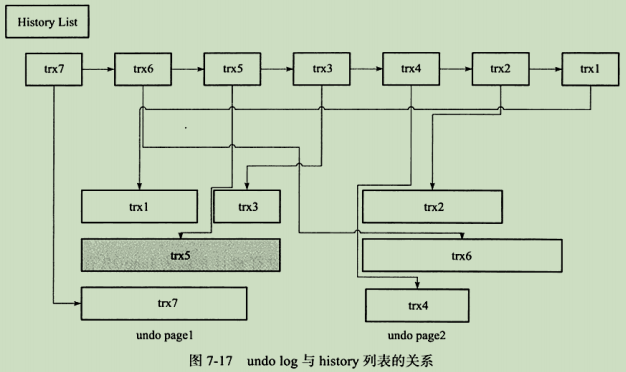 History List
trx7 trx6 trx5 trx3 trx4 trx2 trx1
trx1 trx3 trx2
trx5 trx6
trx7 trx4
undo page1 undo page2
图 7-17 undo log 与 history 列表的关系